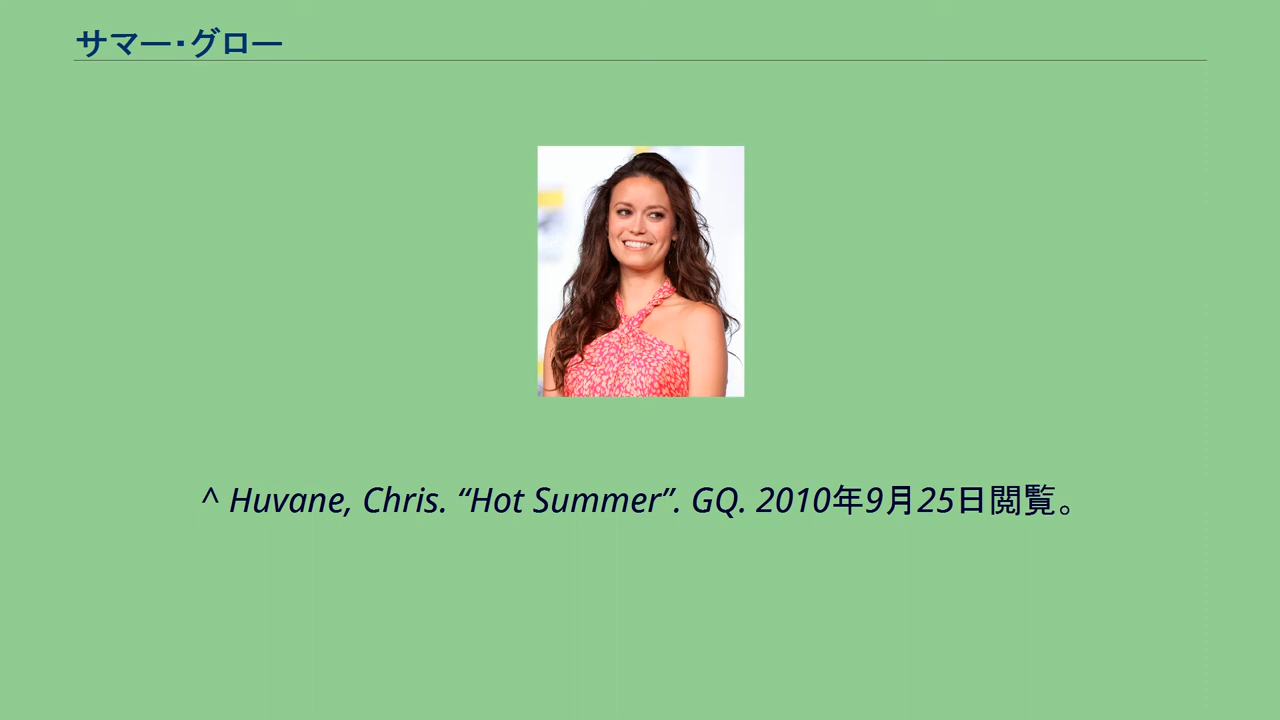 サマー・グロー
^ Huvane, Chris. “Hot Summer”. GQ. 2010年9月25日閲覧。